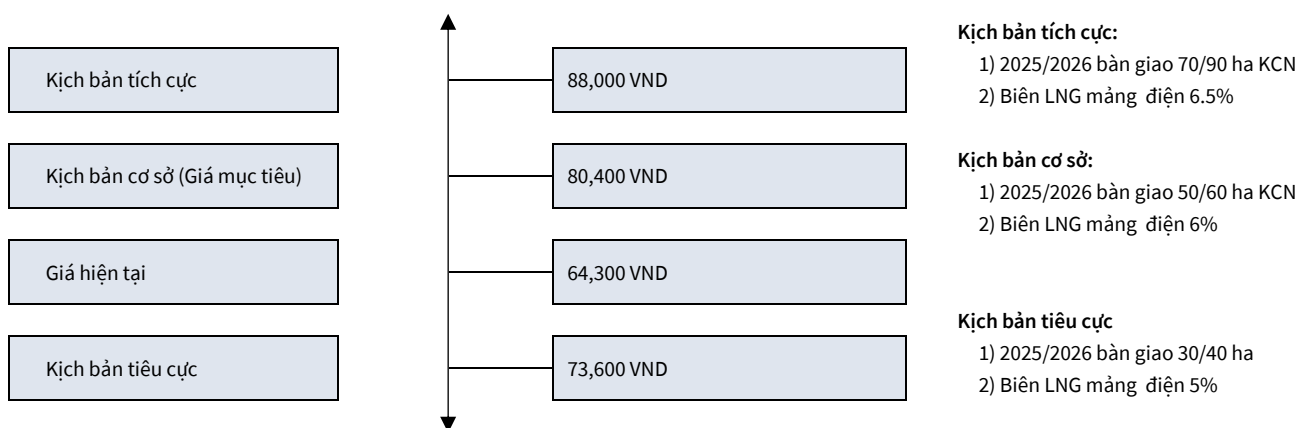 Kịch bản tích cực
Kịch bản cơ sở (Giá mục tiêu)
Giá hiện tại
Kịch bản tiêu cực
88,000 VND
80,400 VND
64,300 VND
73,600 VND
Kịch bản tích cực:
1) 2025/2026 bàn giao 70/90 ha KCN
2) Biên LNG mảng điện 6.5%
Kịch bản cơ sở:
1) 2025/2026 bàn giao 50/60 ha KCN
2) Biên LNG mảng điện 6%
Kịch bản tiêu cực
1) 2025/2026 bàn giao 30/40 ha
2) Biên LNG mảng điện 5%